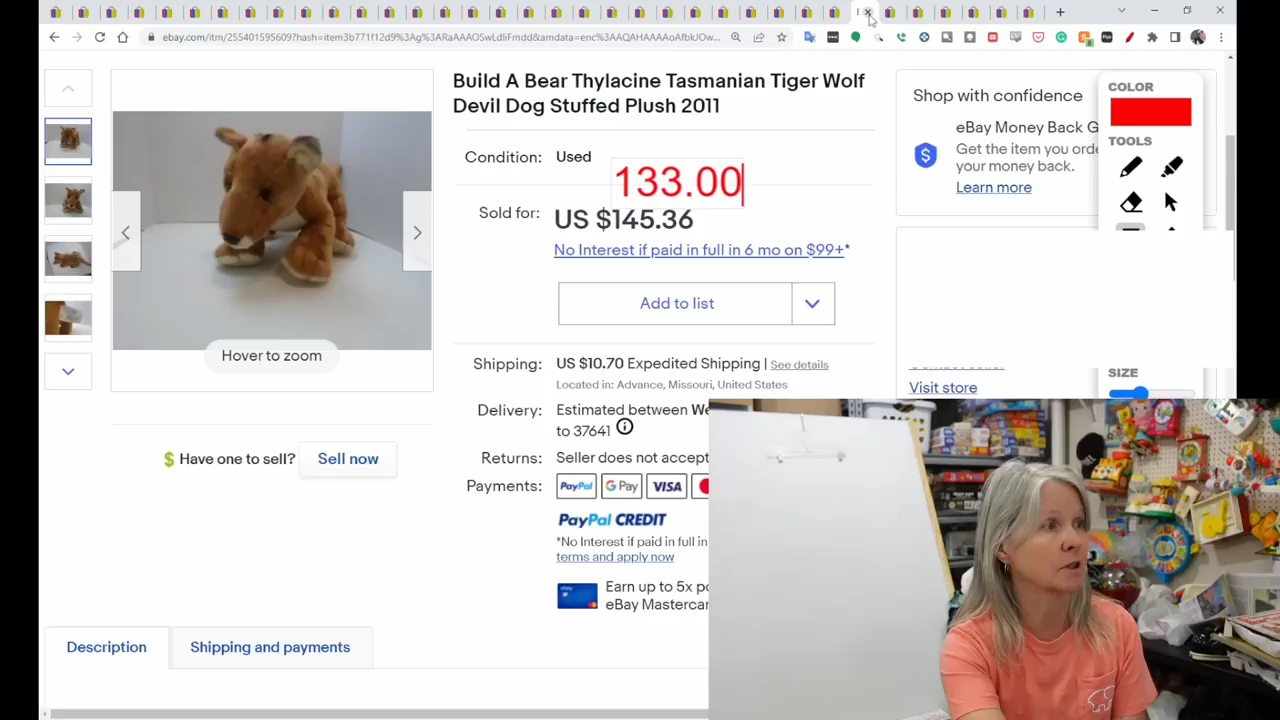 ebay.com/itm/255401595609?hash=item3b771f12d9%3Ag%3ARaAAAOSwLdliFmdd&amdata=enc%3AAQAHAAAAoAfbkJOw...
Build A Bear Thylacine Tasmanian Tiger Wolf
Devil Dog Stuffed Plush 2011
Condition: Used
133.00
Sold for: US $145.36
No Interest if paid in full in 6 mo on $99+*
Add to list
Hover to zoom
Shipping: US $10.70 Expedited Shipping | See details
Located in: Advance, Missouri, United States
Delivery: Estimated between We
to 37641
Returns: Seller does not accept
Payments: PayPal G Pay VISA
PayPal CREDIT
*No Interest if paid in full in
terms and apply now
Earn up to 5x po
eBay Masterca
$ Have one to sell? Sell now
Description
Shipping and payments
Shop with confidence
eBay Money Back G
Get the item you orde
your money back.
Learn more
Visit store
COLOR
TOOLS
SIZE